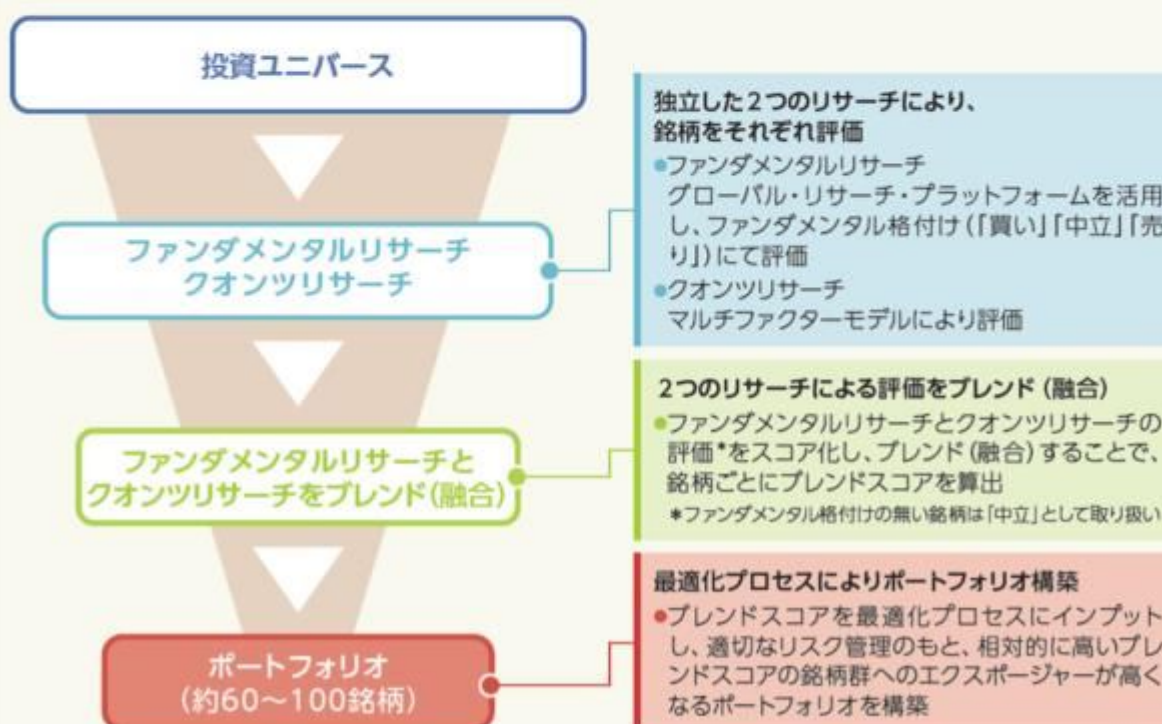 投資ユニバース
ファンダメンタルリサーチ
クオンツリサーチ
ファンダメンタルリサーチと
クオンツリサーチをブレンド(融合)
ポートフォリオ
(約60〜100銘柄)
独立した2つのリサーチにより、
銘柄をそれぞれ評価
●ファンダメンタルリサーチ
グローバル・リサーチ・プラットフォームを活用
し、ファンダメンタル格付け(「買い」「中立」「売
り」)にて評価
●クオンツリサーチ
マルチファクターモデルにより評価
2つのリサーチによる評価をブレンド(融合)
●ファンダメンタルリサーチとクオンツリサーチの
評価*をスコア化し、ブレンド(融合)することで、
銘柄ごとにブレンドスコアを算出
*ファンダメンタル格付けの無い銘柄は「中立」として取り扱い
最適化プロセスによりポートフォリオ構築
●ブレンドスコアを最適化プロセスにインプット
し、適切なリスク管理のもと、相対的に高いブレ
ンドスコアの銘柄群へのエクスポージャーが高く
なるポートフォリオを構築